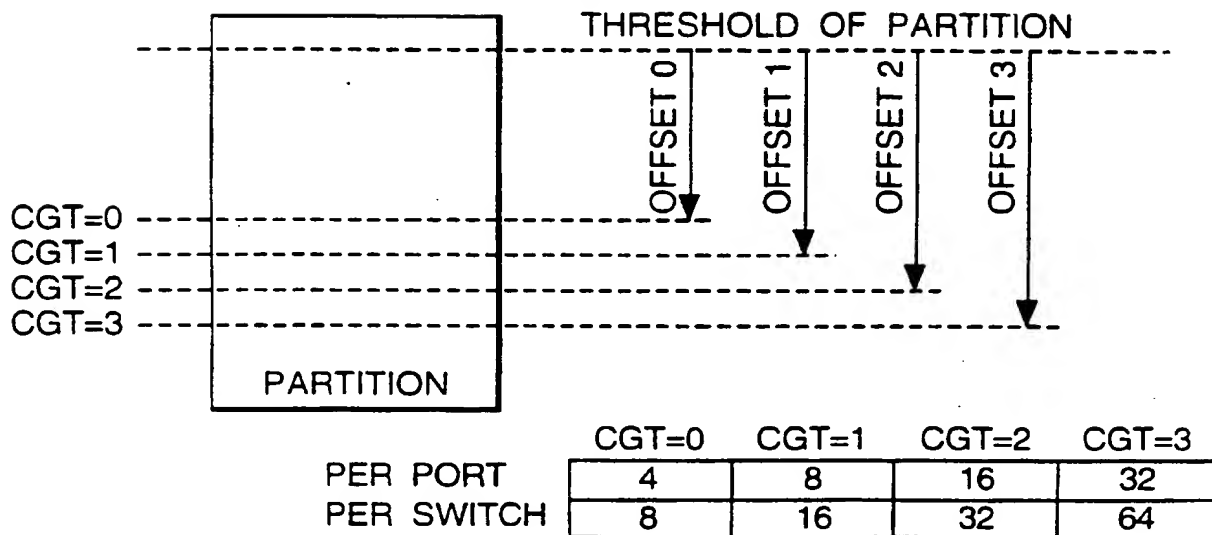 THRESHOLD OF PARTITION
OFFSET 0
OFFSET 1
OFFSET 2
OFFSET 3
CGT=0
CGT=1
CGT=2
CGT=3
PARTITION
CGT=0 CGT=1 CGT=2 CGT=3
PER PORT 4 8 16 32
PER SWITCH 8 16 32 64